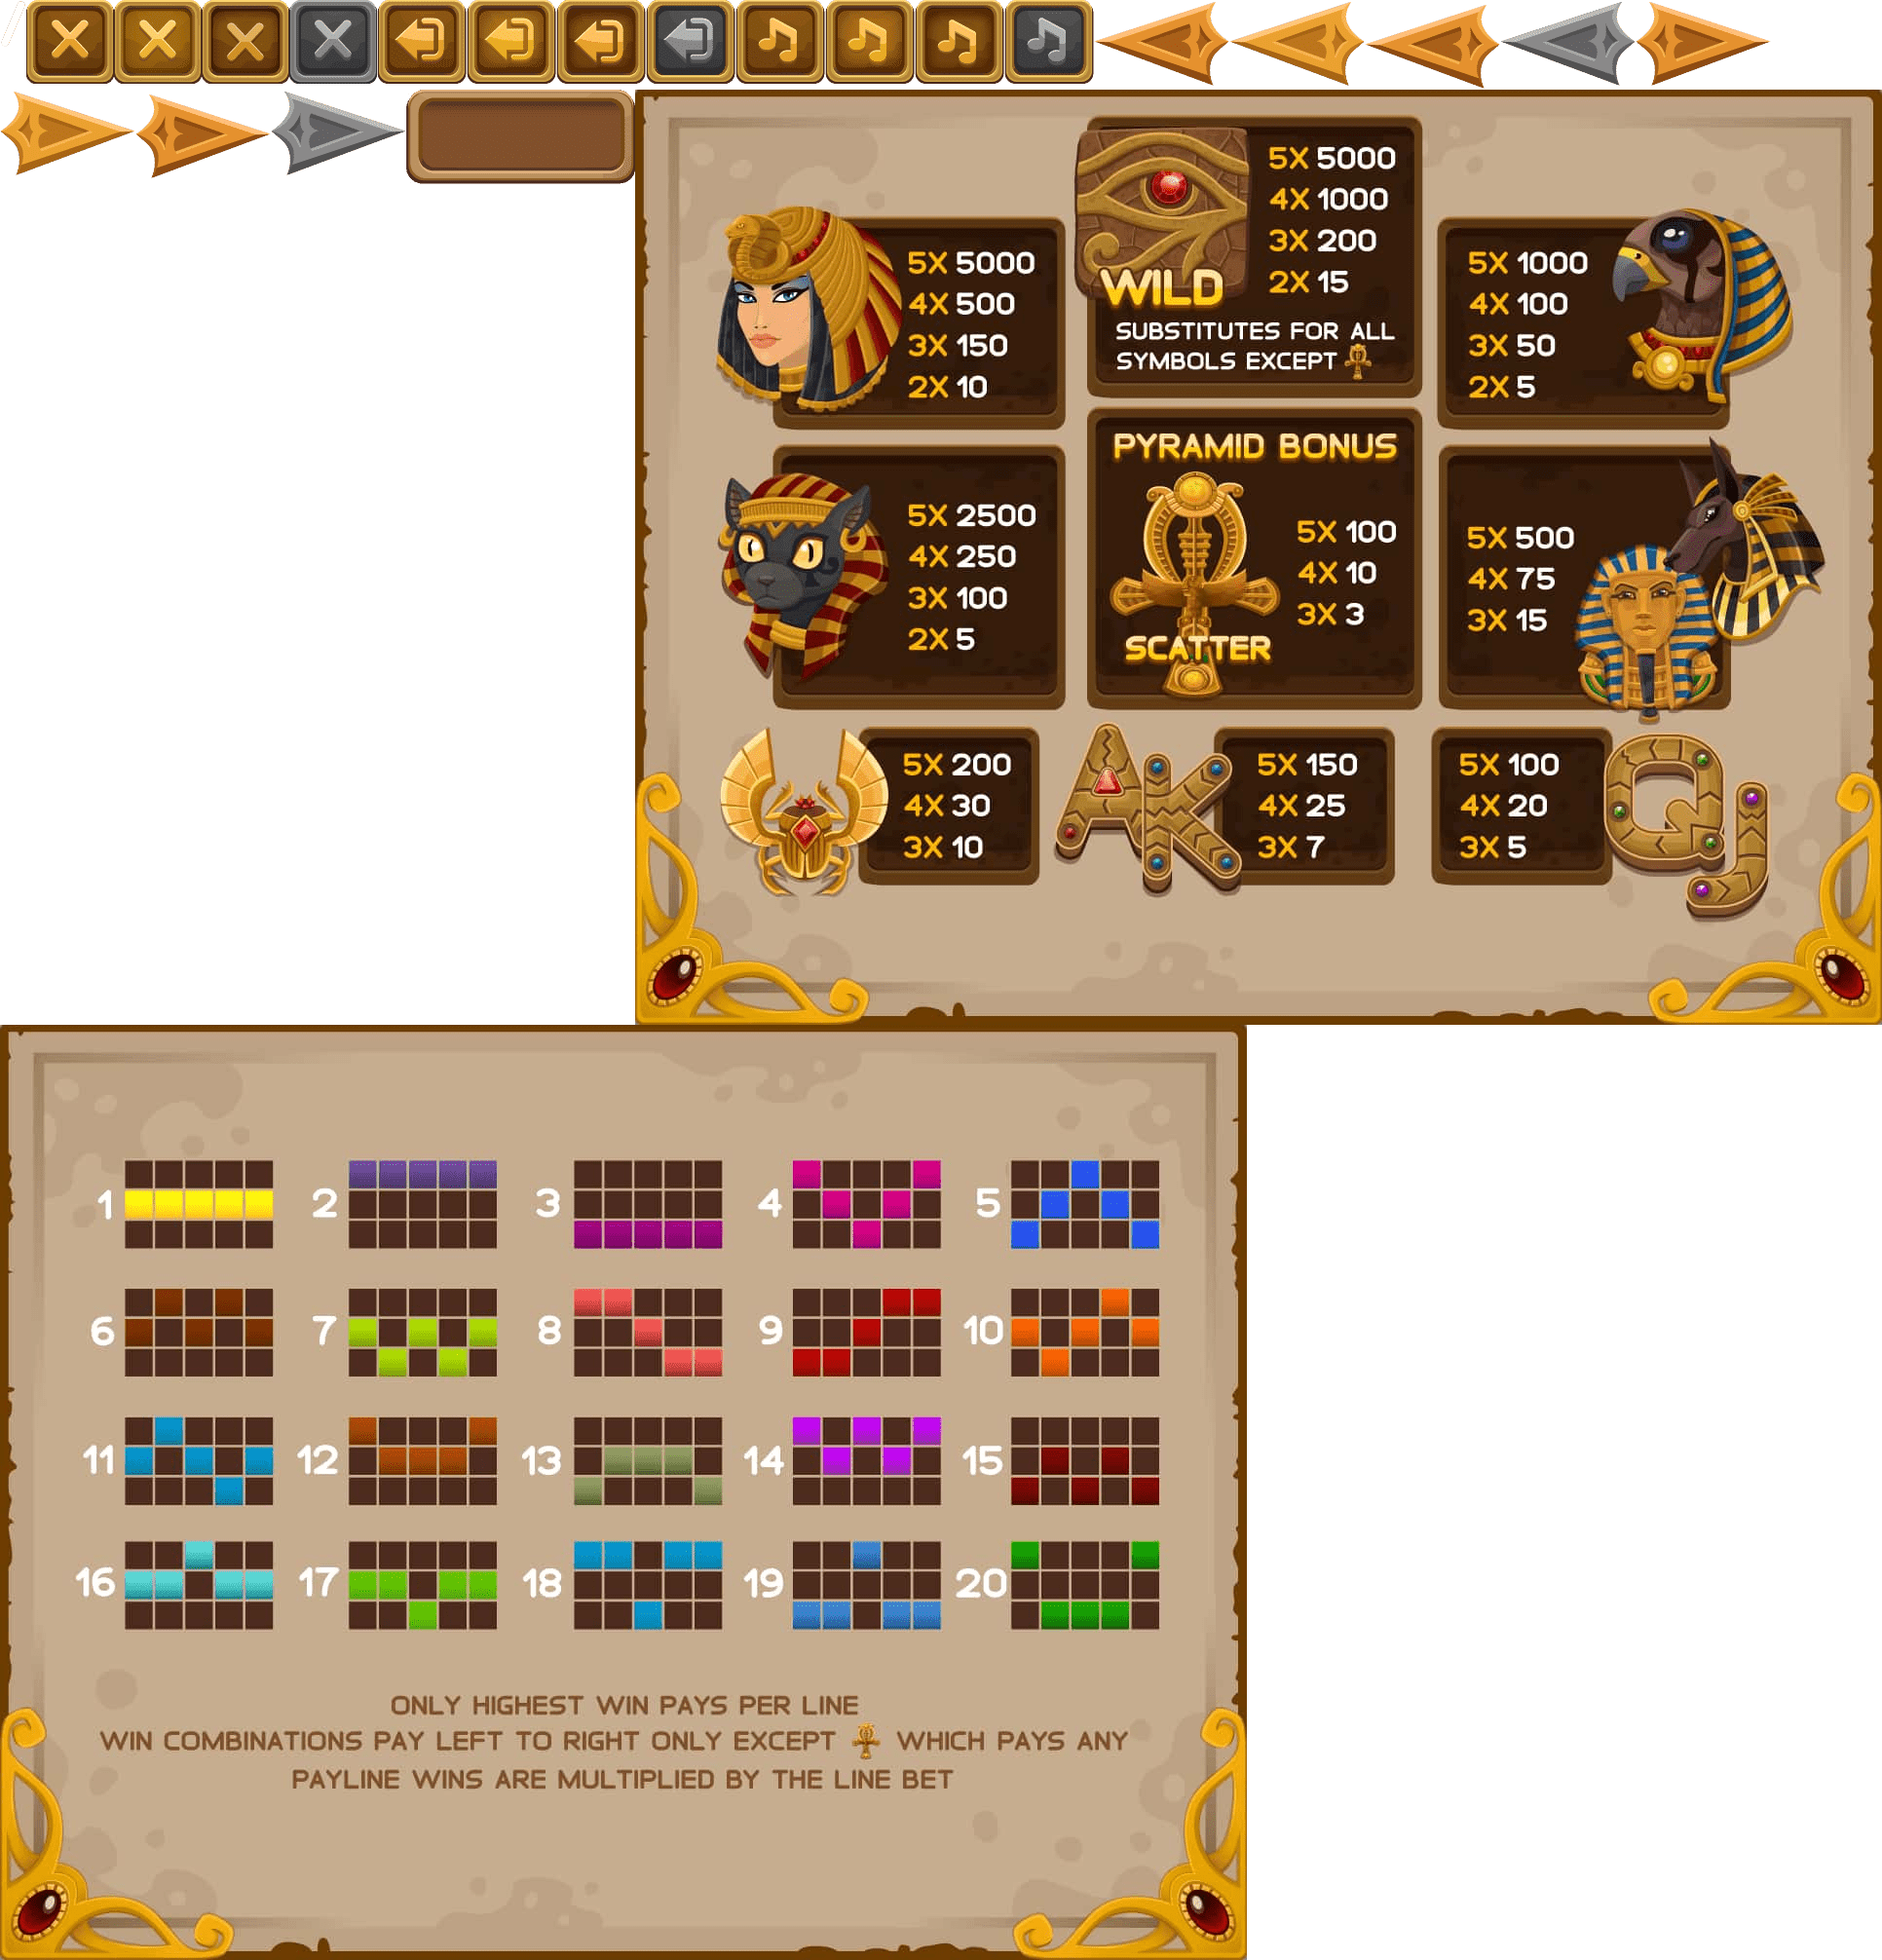 5X 5000
4X 1000
3X 200
2X 15
WILD
SUBSTITUTES FOR ALL
SYMBOLS EXCEPT
5X 5000
4X 500
3X 150
2X 10
5X 1000
4X 100
3X 50
2X 5
5X 2500
4X 250
3X 100
2X 5
PYRAMID BONUS
5X 100
4X 10
3X 3
SCATTER
5X 500
4X 75
3X 15
5X 200
4X 30
3X 10
A K
5X 150
4X 25
3X 7
5X 100
4X 20
3X 5
Q J
1 2 3 4 5
6 7 8 9 10
11 12 13 14 15
16 17 18 19 20
ONLY HIGHEST WIN PAYS PER LINE
WIN COMBINATIONS PAY LEFT TO RIGHT ONLY EXCEPT WHICH PAYS ANY
PAYLINE WINS ARE MULTIPLIED BY THE LINE BET